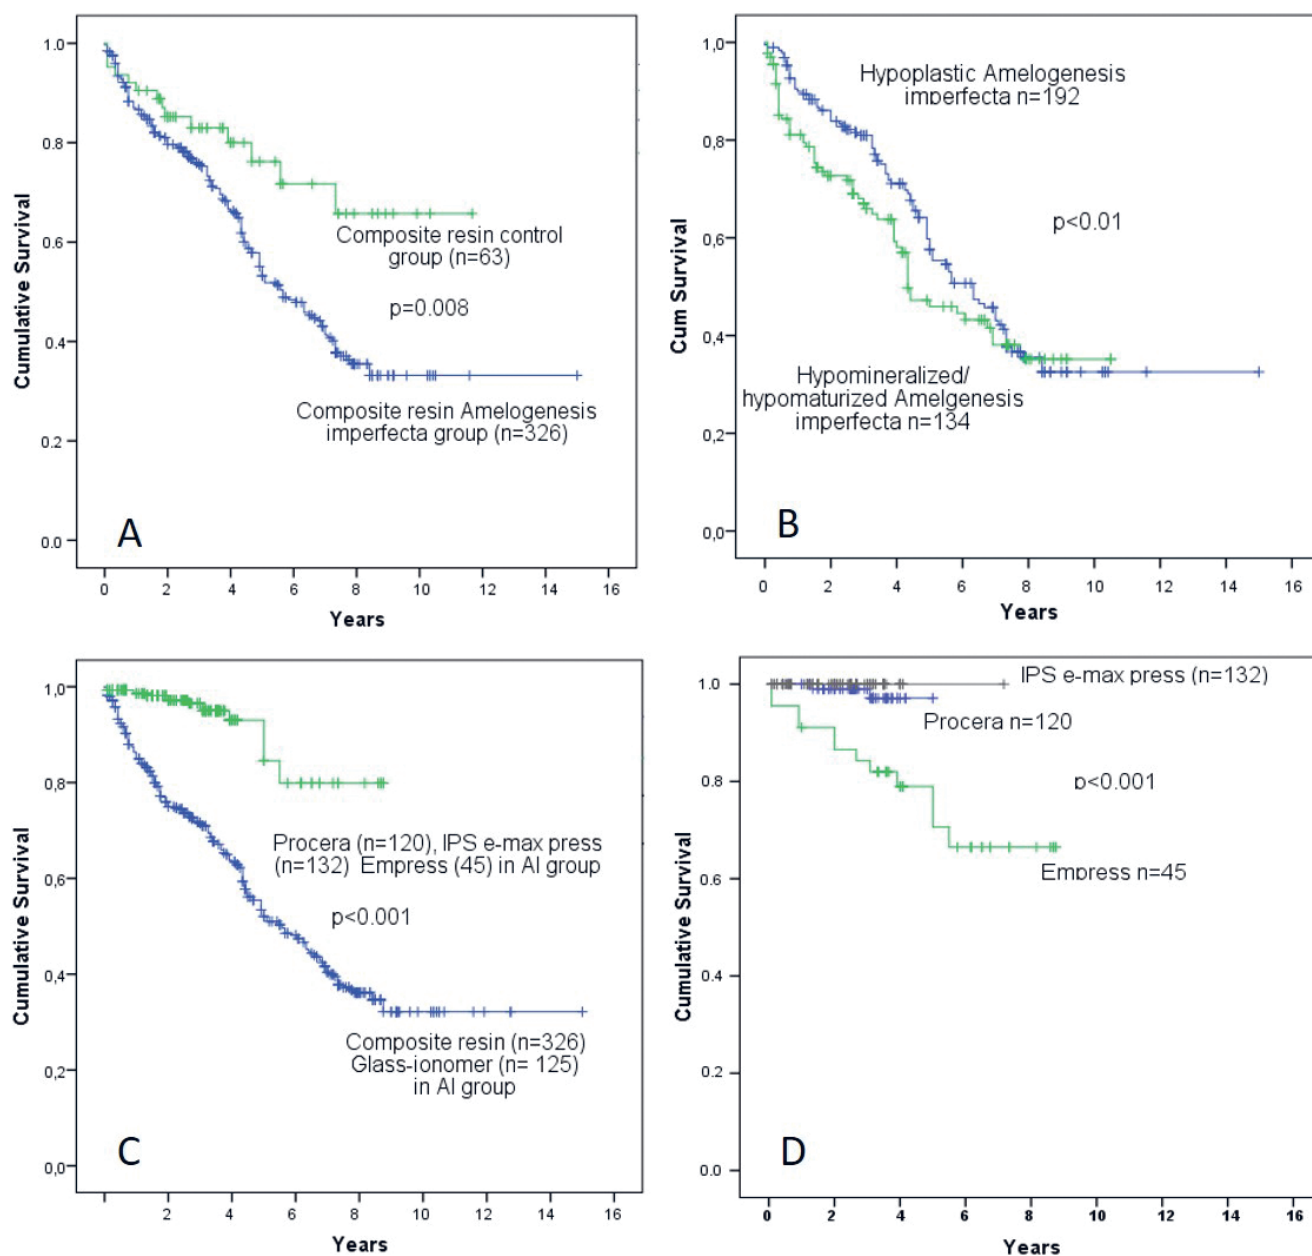 1.0
0.8
0.6
0.4
0.2
0.0
Cumulative Survival
Composite resin control
group (n=63)
p=0.008
Composite resin Amelogenesis
imperfecta group (n=326)
A
0 2 4 6 8 10 12 14 16
Years
1,0
0,8
0,6
0,4
0,2
0,0
Cum Survival
Hypoplastic Amelogenesis
imperfecta n=192
p<0.01
Hypomineralized/
hypomaturized Amelgenesis
imperfecta n=134
B
0 2 4 6 8 10 12 14 16
Years
1,0
0,8
0,6
0,4
0,2
0,0
Cumulative Survival
Procera (n=120), IPS e-max press
(n=132) Empress (45) in AI group
p<0.001
Composite resin (n=326)
Glass-ionomer (n= 125)
in AI group
C
2 4 6 8 10 12 14 16
Years
1.0
0.8
0.6
0.4
0.2
0.0
Cumulative Survival
IPS e-max press (n=132)
Procera n=120
p<0.001
Empress n=45
D
0 2 4 6 8 10 12 14 16
Years